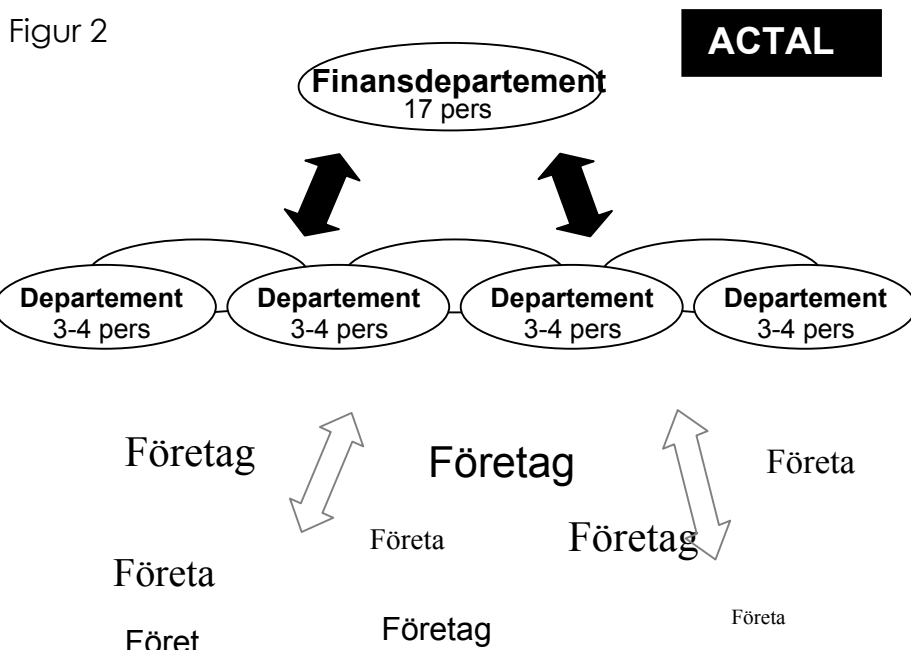 Figur 2
ACTAL
Finansdepartement
17 pers
Departement
3-4 pers
Departement
3-4 pers
Departement
3-4 pers
Departement
3-4 pers
Företag
Företag
Företa
Företa
Företag
Företa
Företag
Företa
Föret